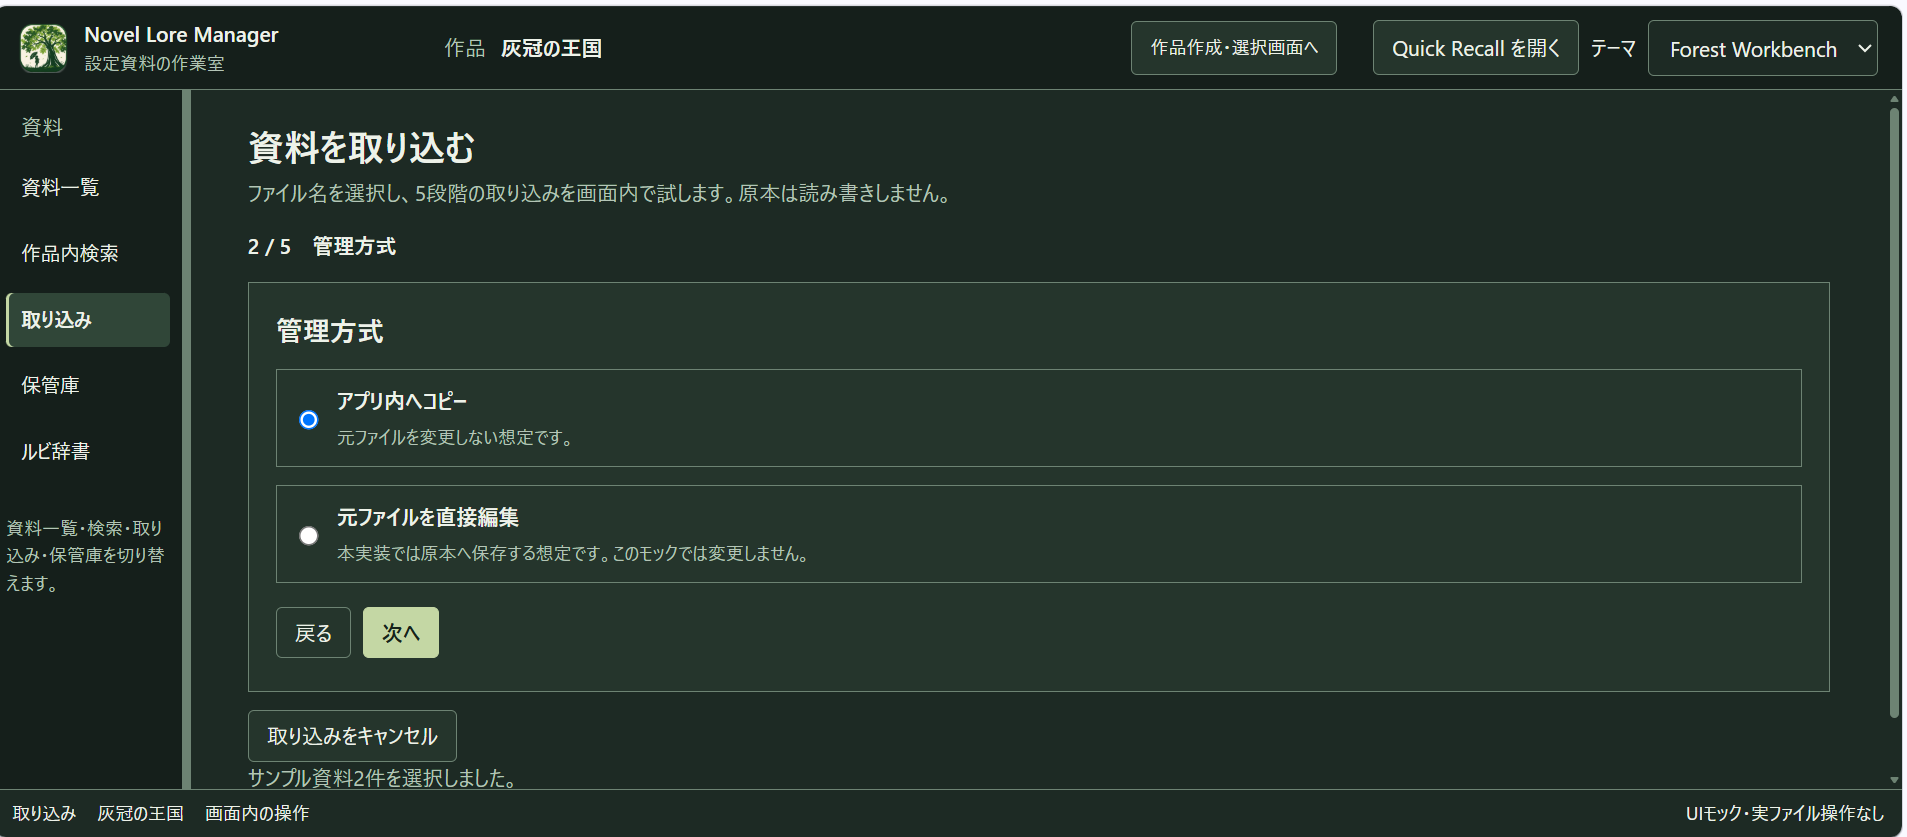 Novel Lore Manager
設定資料の作業室
作品 灰冠の王国
作品作成・選択画面へ
Quick Recall を開く
テーマ
Forest Workbench
資料
資料一覧
作品内検索
取り込み
保管庫
ルビ辞書
資料一覧・検索・取り
込み・保管庫を切り替
えます。
資料を取り込む
ファイル名を選択し、5段階の取り込みを画面内で試します。原本は読み書きしません。
2 / 5 管理方式
管理方式
アプリ内へコピー
元ファイルを変更しない想定です。
元ファイルを直接編集
本実装では原本へ保存する想定です。このモックでは変更しません。
戻る
次へ
取り込みをキャンセル
サンプル資料2件を選択しました。
取り込み 灰冠の王国 画面内の操作
UIモック・実ファイル操作なし